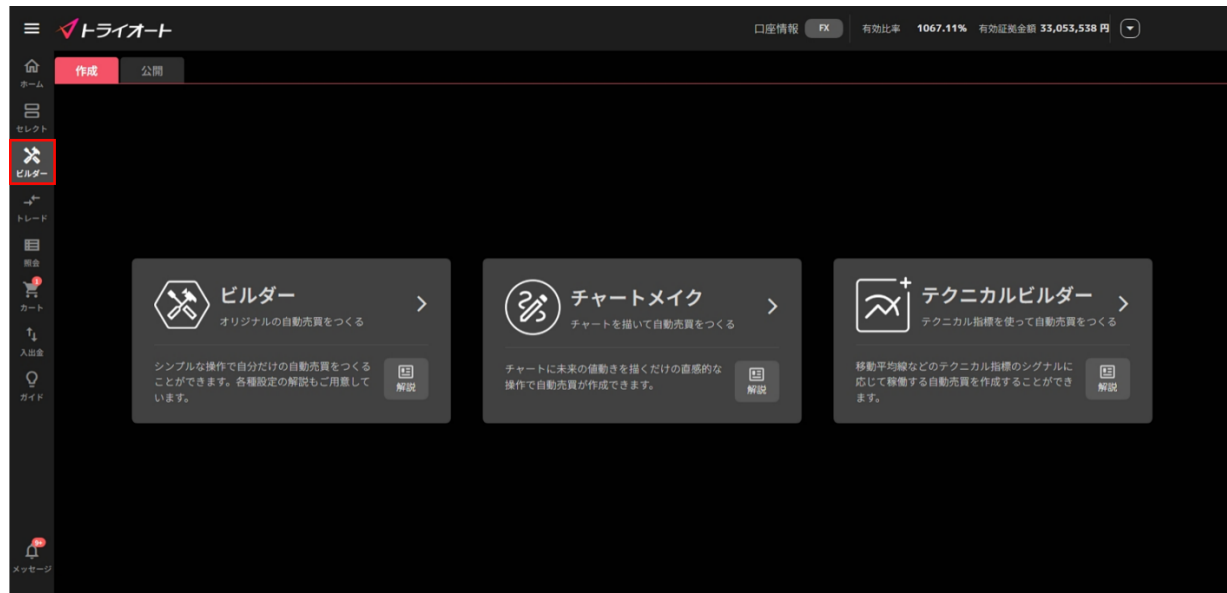 トライオート
口座情報 FX 有効比率 1067.11% 有効証拠金額 33,053,538 円
ホーム
セレクト
ビルダー
トレード
照会
1
カート
入出金
ガイド
9+
メッセージ
作成 公開
ビルダー
オリジナルの自動売買をつくる
シンプルな操作で自分だけの自動売買をつくる
ことができます。各種設定の解説もご用意して
います。
解説
チャートメイク
チャートを描いて自動売買をつくる
チャートに未来の値動きを描くだけの直感的な
操作で自動売買が作成できます。
解説
テクニカルビルダー
テクニカル指標を使って自動売買をつくる
移動平均線などのテクニカル指標のシグナルに
応じて稼働する自動売買を作成することができ
ます。
解説